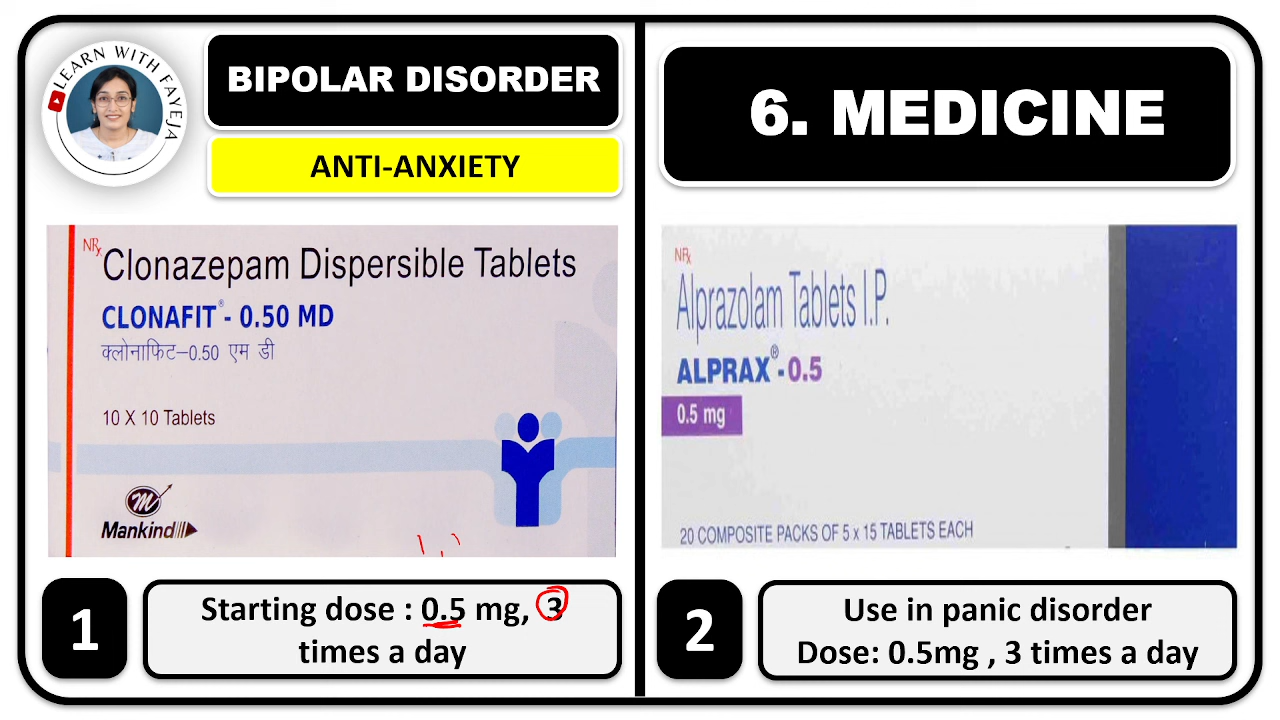 LEARN WITH FAYEJA
BIPOLAR DISORDER
ANTI-ANXIETY
6. MEDICINE
NRx
Clonazepam Dispersible Tablets
CLONAFIT®- 0.50 MD
क्लोनाफिट–0.50 एम डी
10 X 10 Tablets
m
Mankind
1
Starting dose : 0.5 mg, 3
times a day
NRx
Alprazolam Tablets I.P.
ALPRAX®-0.5
0.5 mg
20 COMPOSITE PACKS OF 5 x 15 TABLETS EACH
2
Use in panic disorder
Dose: 0.5mg , 3 times a day